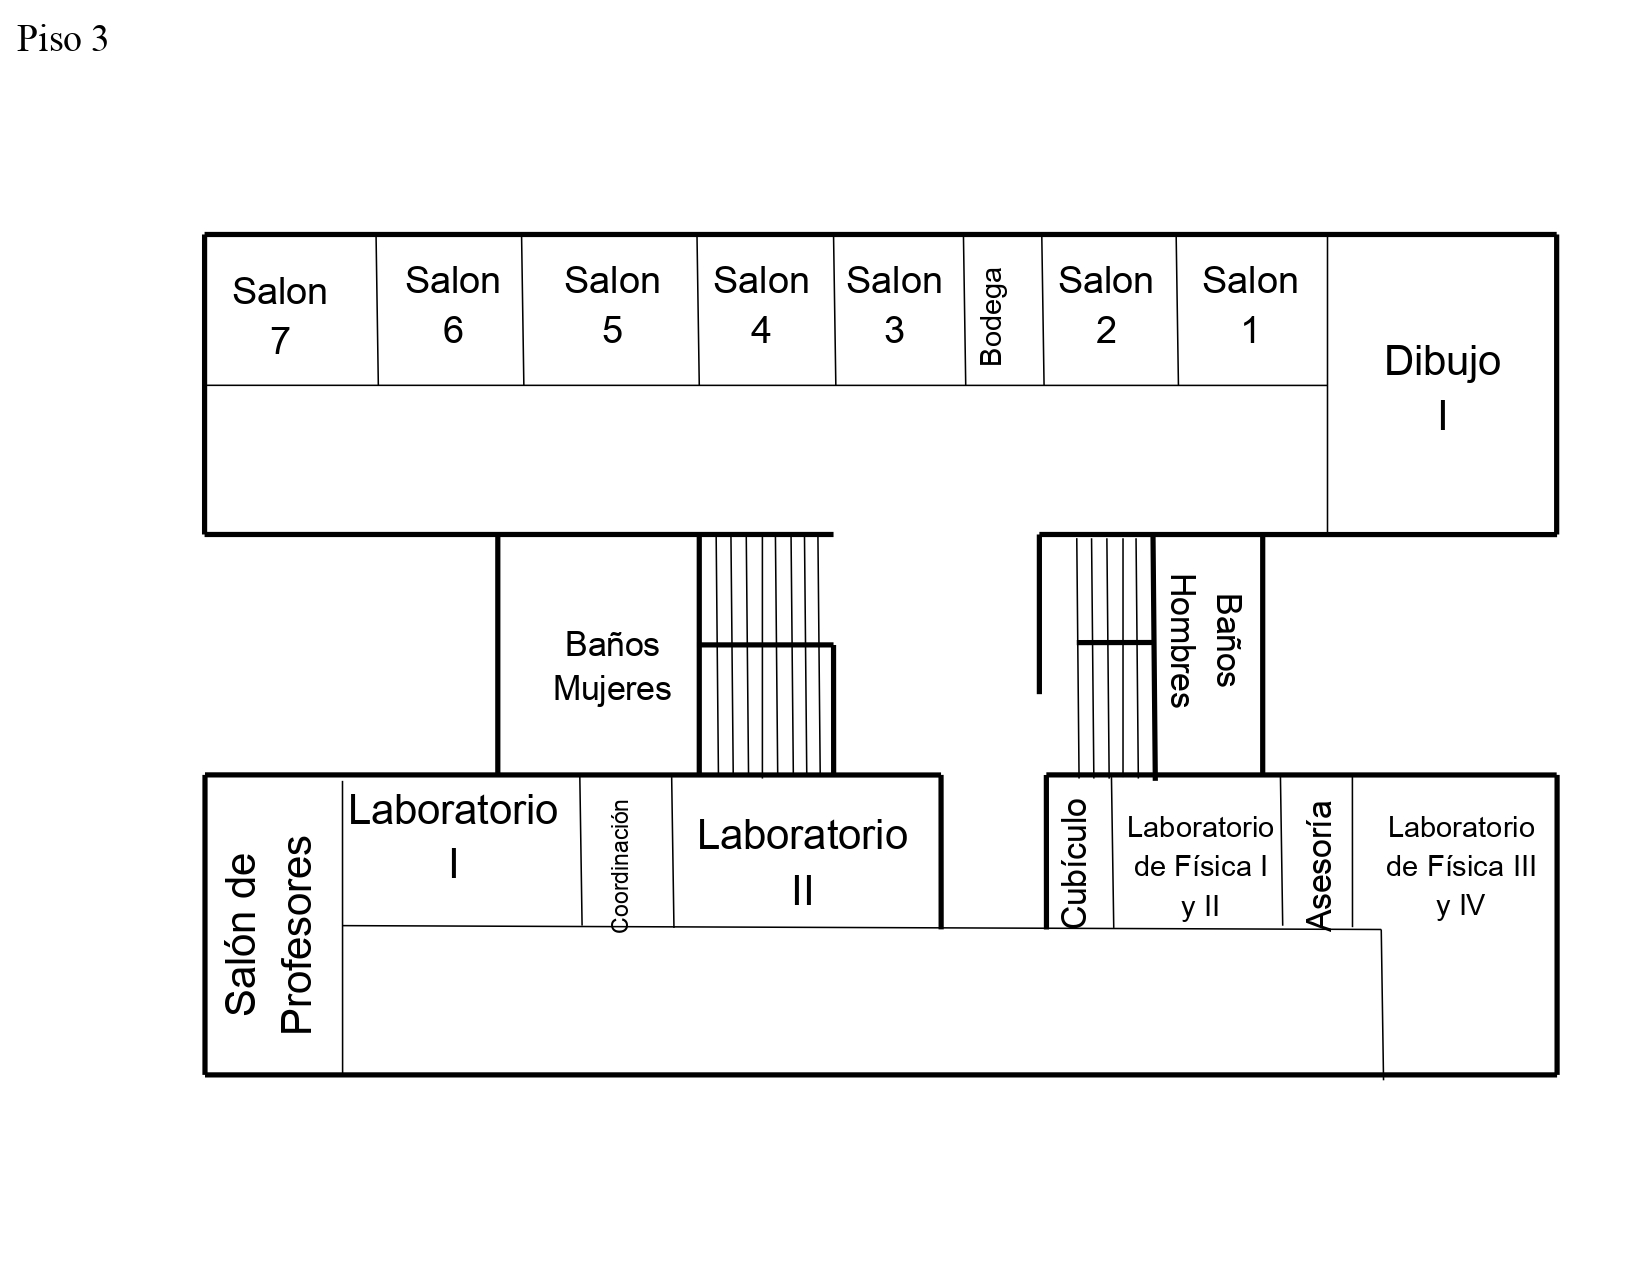 Piso 3
Salon
7
Salon
6
Salon
5
Salon
4
Salon
3
Bodega
Salon
2
Salon
1
Dibujo
I
Baños
Mujeres
Baños
Hombres
Salón de
Profesores
Laboratorio
I
Coordinación
Laboratorio
II
Cubículo
Laboratorio
de Física I
y II
Asesoría
Laboratorio
de Física III
y IV